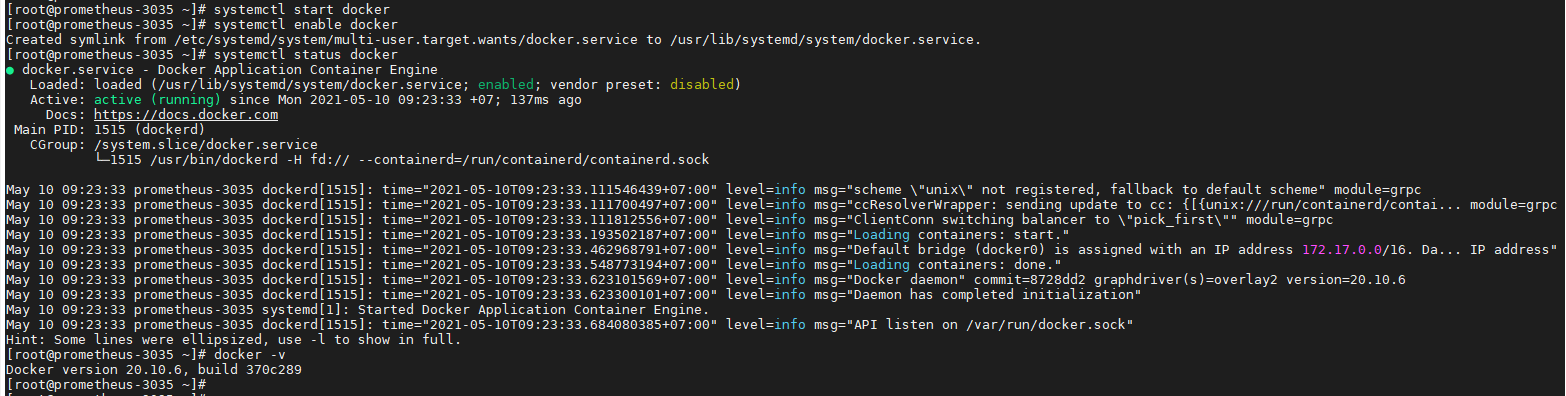 [root@prometheus-3035 ~]# systemctl start docker
[root@prometheus-3035 ~]# systemctl enable docker
Created symlink from /etc/systemd/system/multi-user.target.wants/docker.service to /usr/lib/systemd/system/docker.service.
[root@prometheus-3035 ~]# systemctl status docker
● docker.service - Docker Application Container Engine
   Loaded: loaded (/usr/lib/systemd/system/docker.service; enabled; vendor preset: disabled)
   Active: active (running) since Mon 2021-05-10 09:23:33 +07; 137ms ago
     Docs: https://docs.docker.com
 Main PID: 1515 (dockerd)
   CGroup: /system.slice/docker.service
           └─1515 /usr/bin/dockerd -H fd:// --containerd=/run/containerd/containerd.sock

May 10 09:23:33 prometheus-3035 dockerd[1515]: time="2021-05-10T09:23:33.111546439+07:00" level=info msg="scheme \"unix\" not registered, fallback to default scheme" module=grpc
May 10 09:23:33 prometheus-3035 dockerd[1515]: time="2021-05-10T09:23:33.111700497+07:00" level=info msg="ccResolverWrapper: sending update to cc: {[{unix:///run/containerd/contai... module=grpc
May 10 09:23:33 prometheus-3035 dockerd[1515]: time="2021-05-10T09:23:33.111812556+07:00" level=info msg="ClientConn switching balancer to \"pick_first\"" module=grpc
May 10 09:23:33 prometheus-3035 dockerd[1515]: time="2021-05-10T09:23:33.193502187+07:00" level=info msg="Loading containers: start."
May 10 09:23:33 prometheus-3035 dockerd[1515]: time="2021-05-10T09:23:33.462968791+07:00" level=info msg="Default bridge (docker0) is assigned with an IP address 172.17.0.0/16. Da... IP address"
May 10 09:23:33 prometheus-3035 dockerd[1515]: time="2021-05-10T09:23:33.548773194+07:00" level=info msg="Loading containers: done."
May 10 09:23:33 prometheus-3035 dockerd[1515]: time="2021-05-10T09:23:33.623101569+07:00" level=info msg="Docker daemon" commit=8728dd2 graphdriver(s)=overlay2 version=20.10.6
May 10 09:23:33 prometheus-3035 dockerd[1515]: time="2021-05-10T09:23:33.623300101+07:00" level=info msg="Daemon has completed initialization"
May 10 09:23:33 prometheus-3035 systemd[1]: Started Docker Application Container Engine.
May 10 09:23:33 prometheus-3035 dockerd[1515]: time="2021-05-10T09:23:33.684080385+07:00" level=info msg="API listen on /var/run/docker.sock"
Hint: Some lines were ellipsized, use -l to show in full.
[root@prometheus-3035 ~]# docker -v
Docker version 20.10.6, build 370c289
[root@prometheus-3035 ~]#